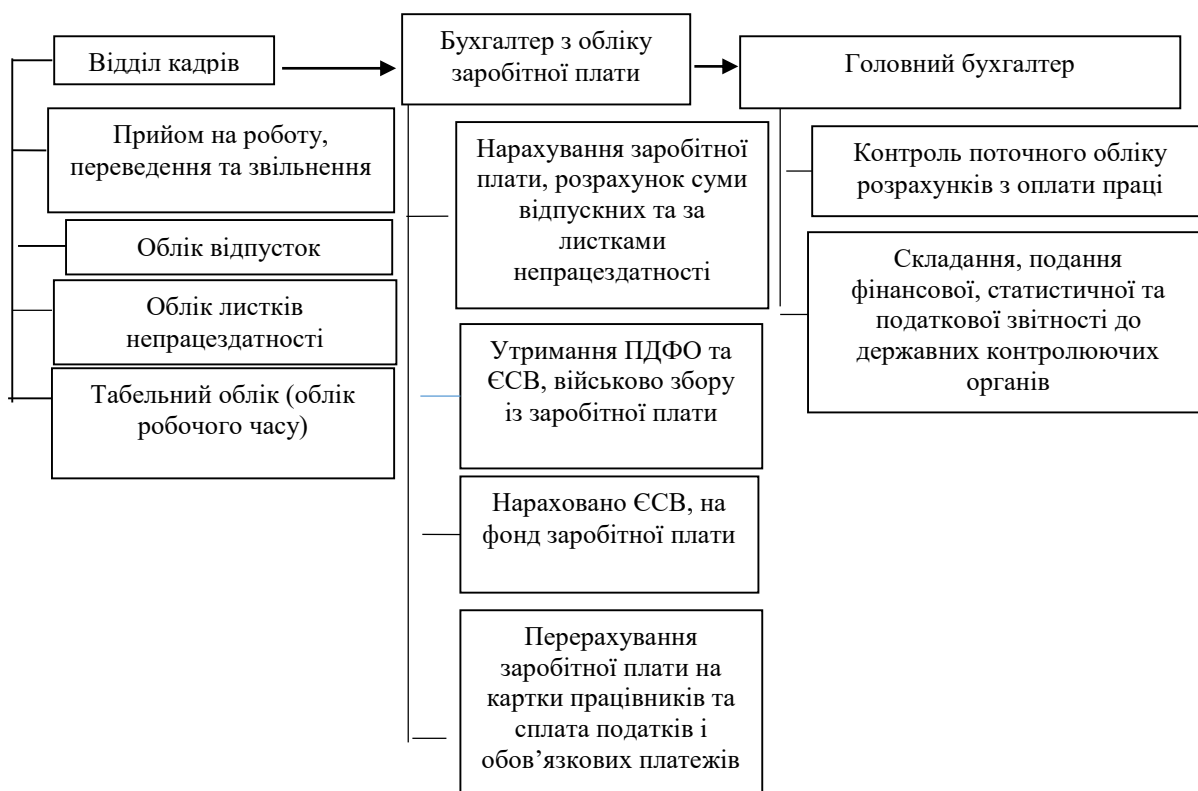 Відділ кадрів
Прийом на роботу,
переведення та звільнення
Облік відпусток
Облік листків
непрацездатності
Табельний облік (облік
робочого часу)
Бухгалтер з обліку
заробітної плати
Нарахування заробітної
плати, розрахунок суми
відпускних та за
листками
непрацездатності
Утримання ПДФО та
ЄСВ, військово збору
із заробітної плати
Нараховано ЄСВ, на
фонд заробітної плати
Перерахування
заробітної плати на
картки працівників та
сплата податків і
обов’язкових платежів
Головний бухгалтер
Контроль поточного обліку
розрахунків з оплати праці
Складання, подання
фінансової, статистичної та
податкової звітності до
державних контролюючих
органів